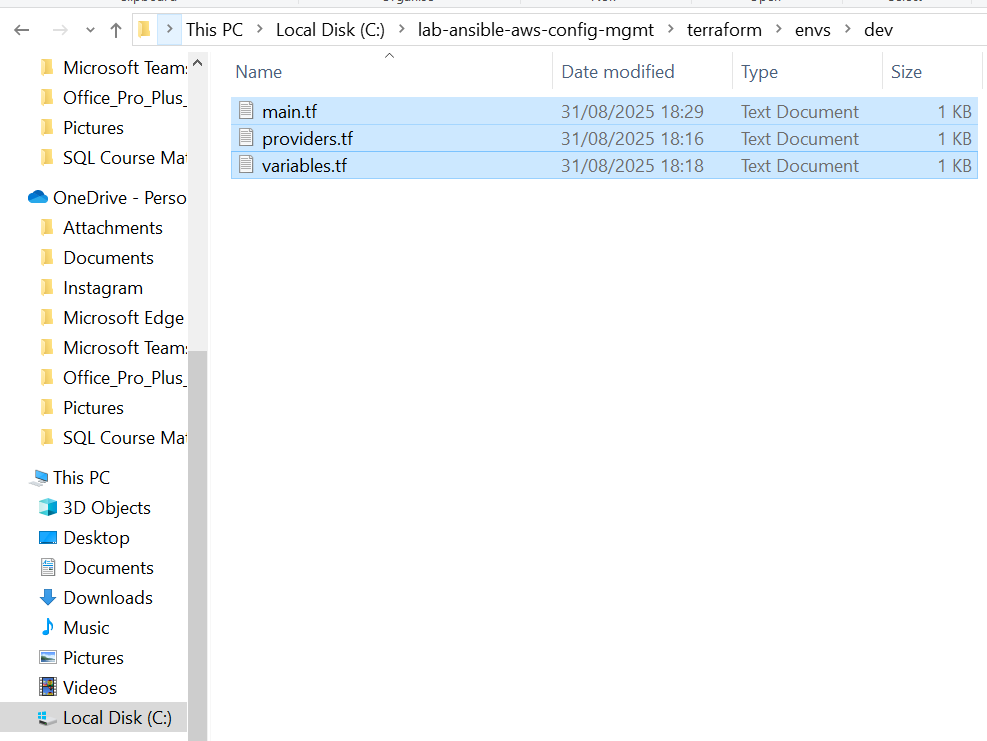 This PC > Local Disk (C:) > lab-ansible-aws-config-mgmt > terraform > envs > dev
Name Date modified Type Size
main.tf 31/08/2025 18:29 Text Document 1 KB
providers.tf 31/08/2025 18:16 Text Document 1 KB
variables.tf 31/08/2025 18:18 Text Document 1 KB
Microsoft Teams
Office_Pro_Plus_
Pictures
SQL Course Mat
OneDrive - Perso
Attachments
Documents
Instagram
Microsoft Edge
Microsoft Teams
Office_Pro_Plus_
Pictures
SQL Course Mat
This PC
3D Objects
Desktop
Documents
Downloads
Music
Pictures
Videos
Local Disk (C:)